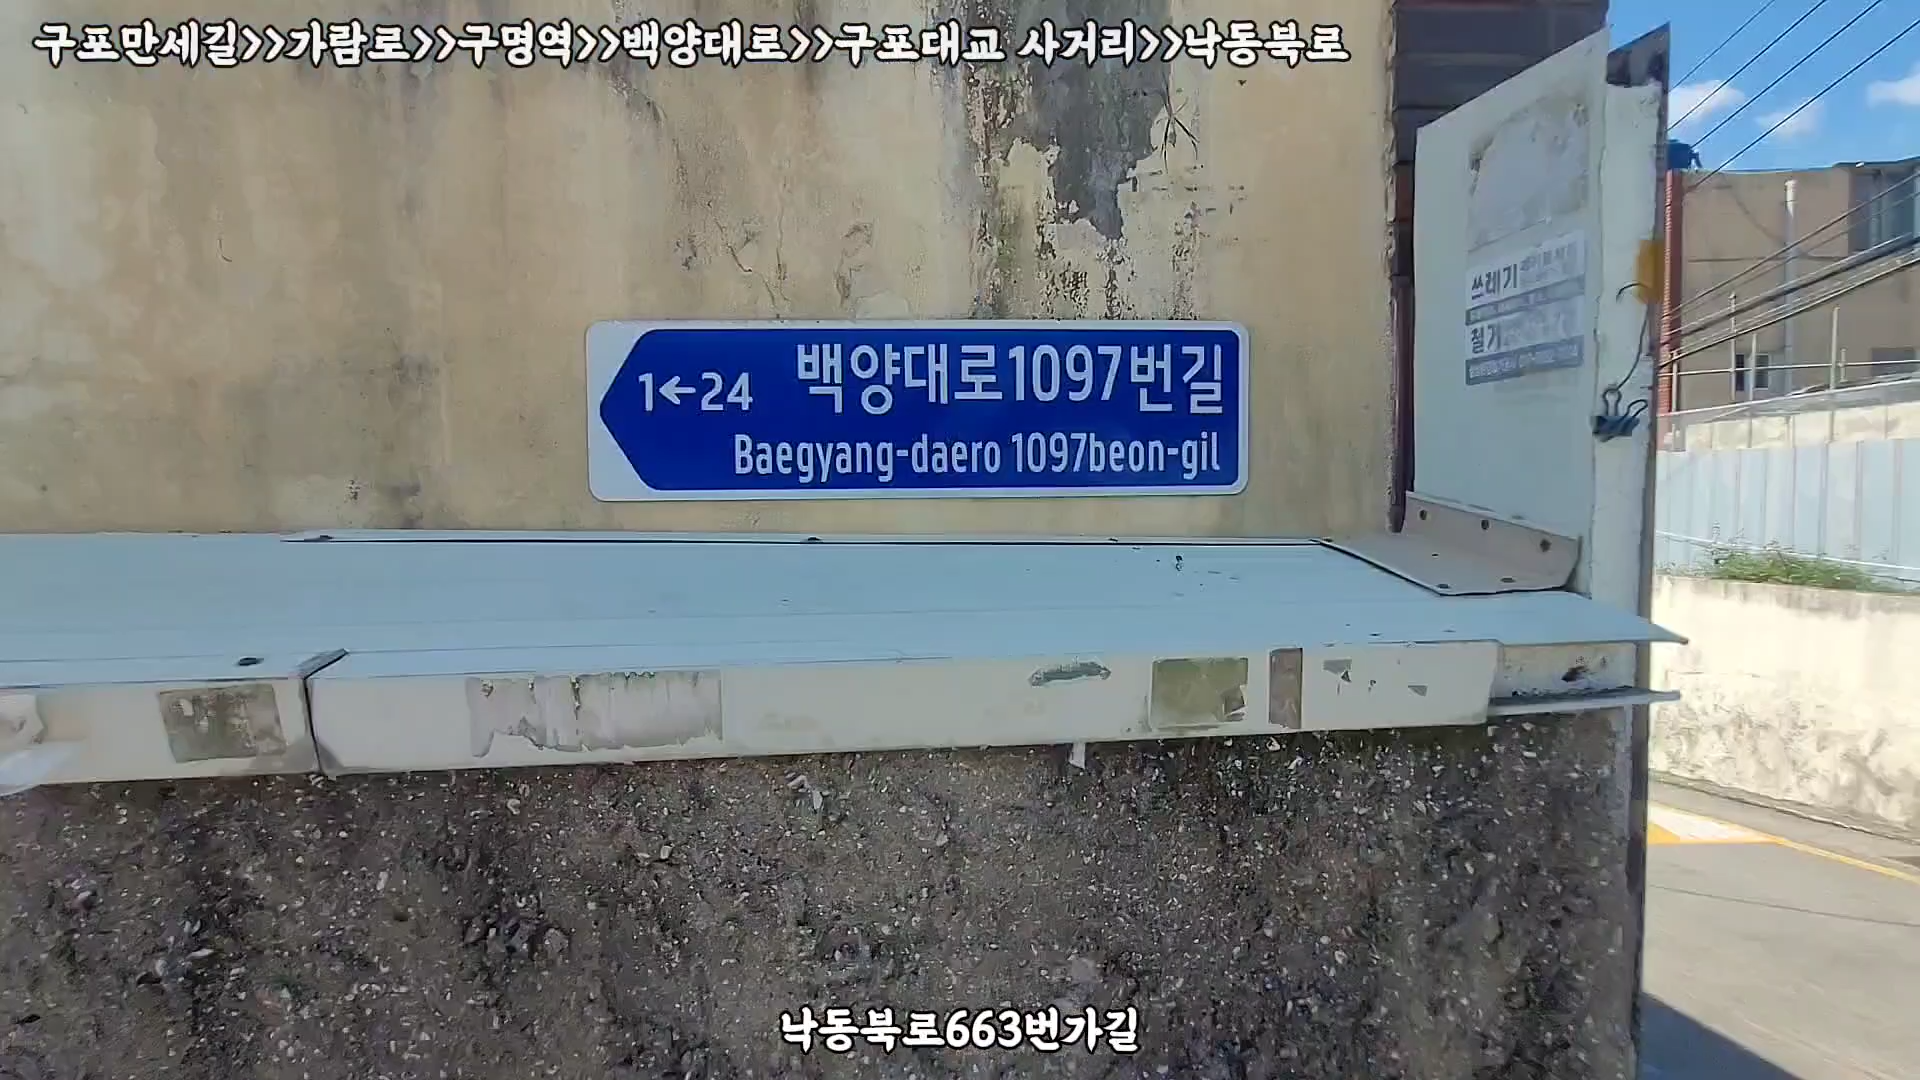 구포만세길>>가람로>>구명역>>백양대로>>구포대교 사거리>>낙동북로
1←24 백양대로1097번길
Baegyang-daero 1097beon-gil
쓰레기
낙동북로663번가길